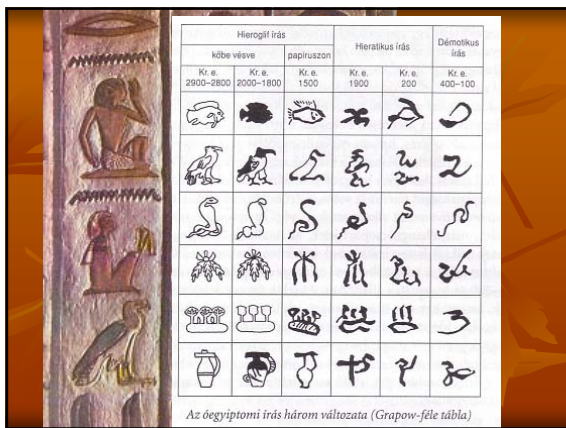 Hieroglif írás
Hieratikus írás
Démotikus írás
kőbe vésve
papiruszon
Kr. e. 2900–2800
Kr. e. 2000–1800
Kr. e. 1500
Kr. e. 1900
Kr. e. 200
Kr. e. 400–100
Az óegyiptomi írás három változata (Grapow-féle tábla)